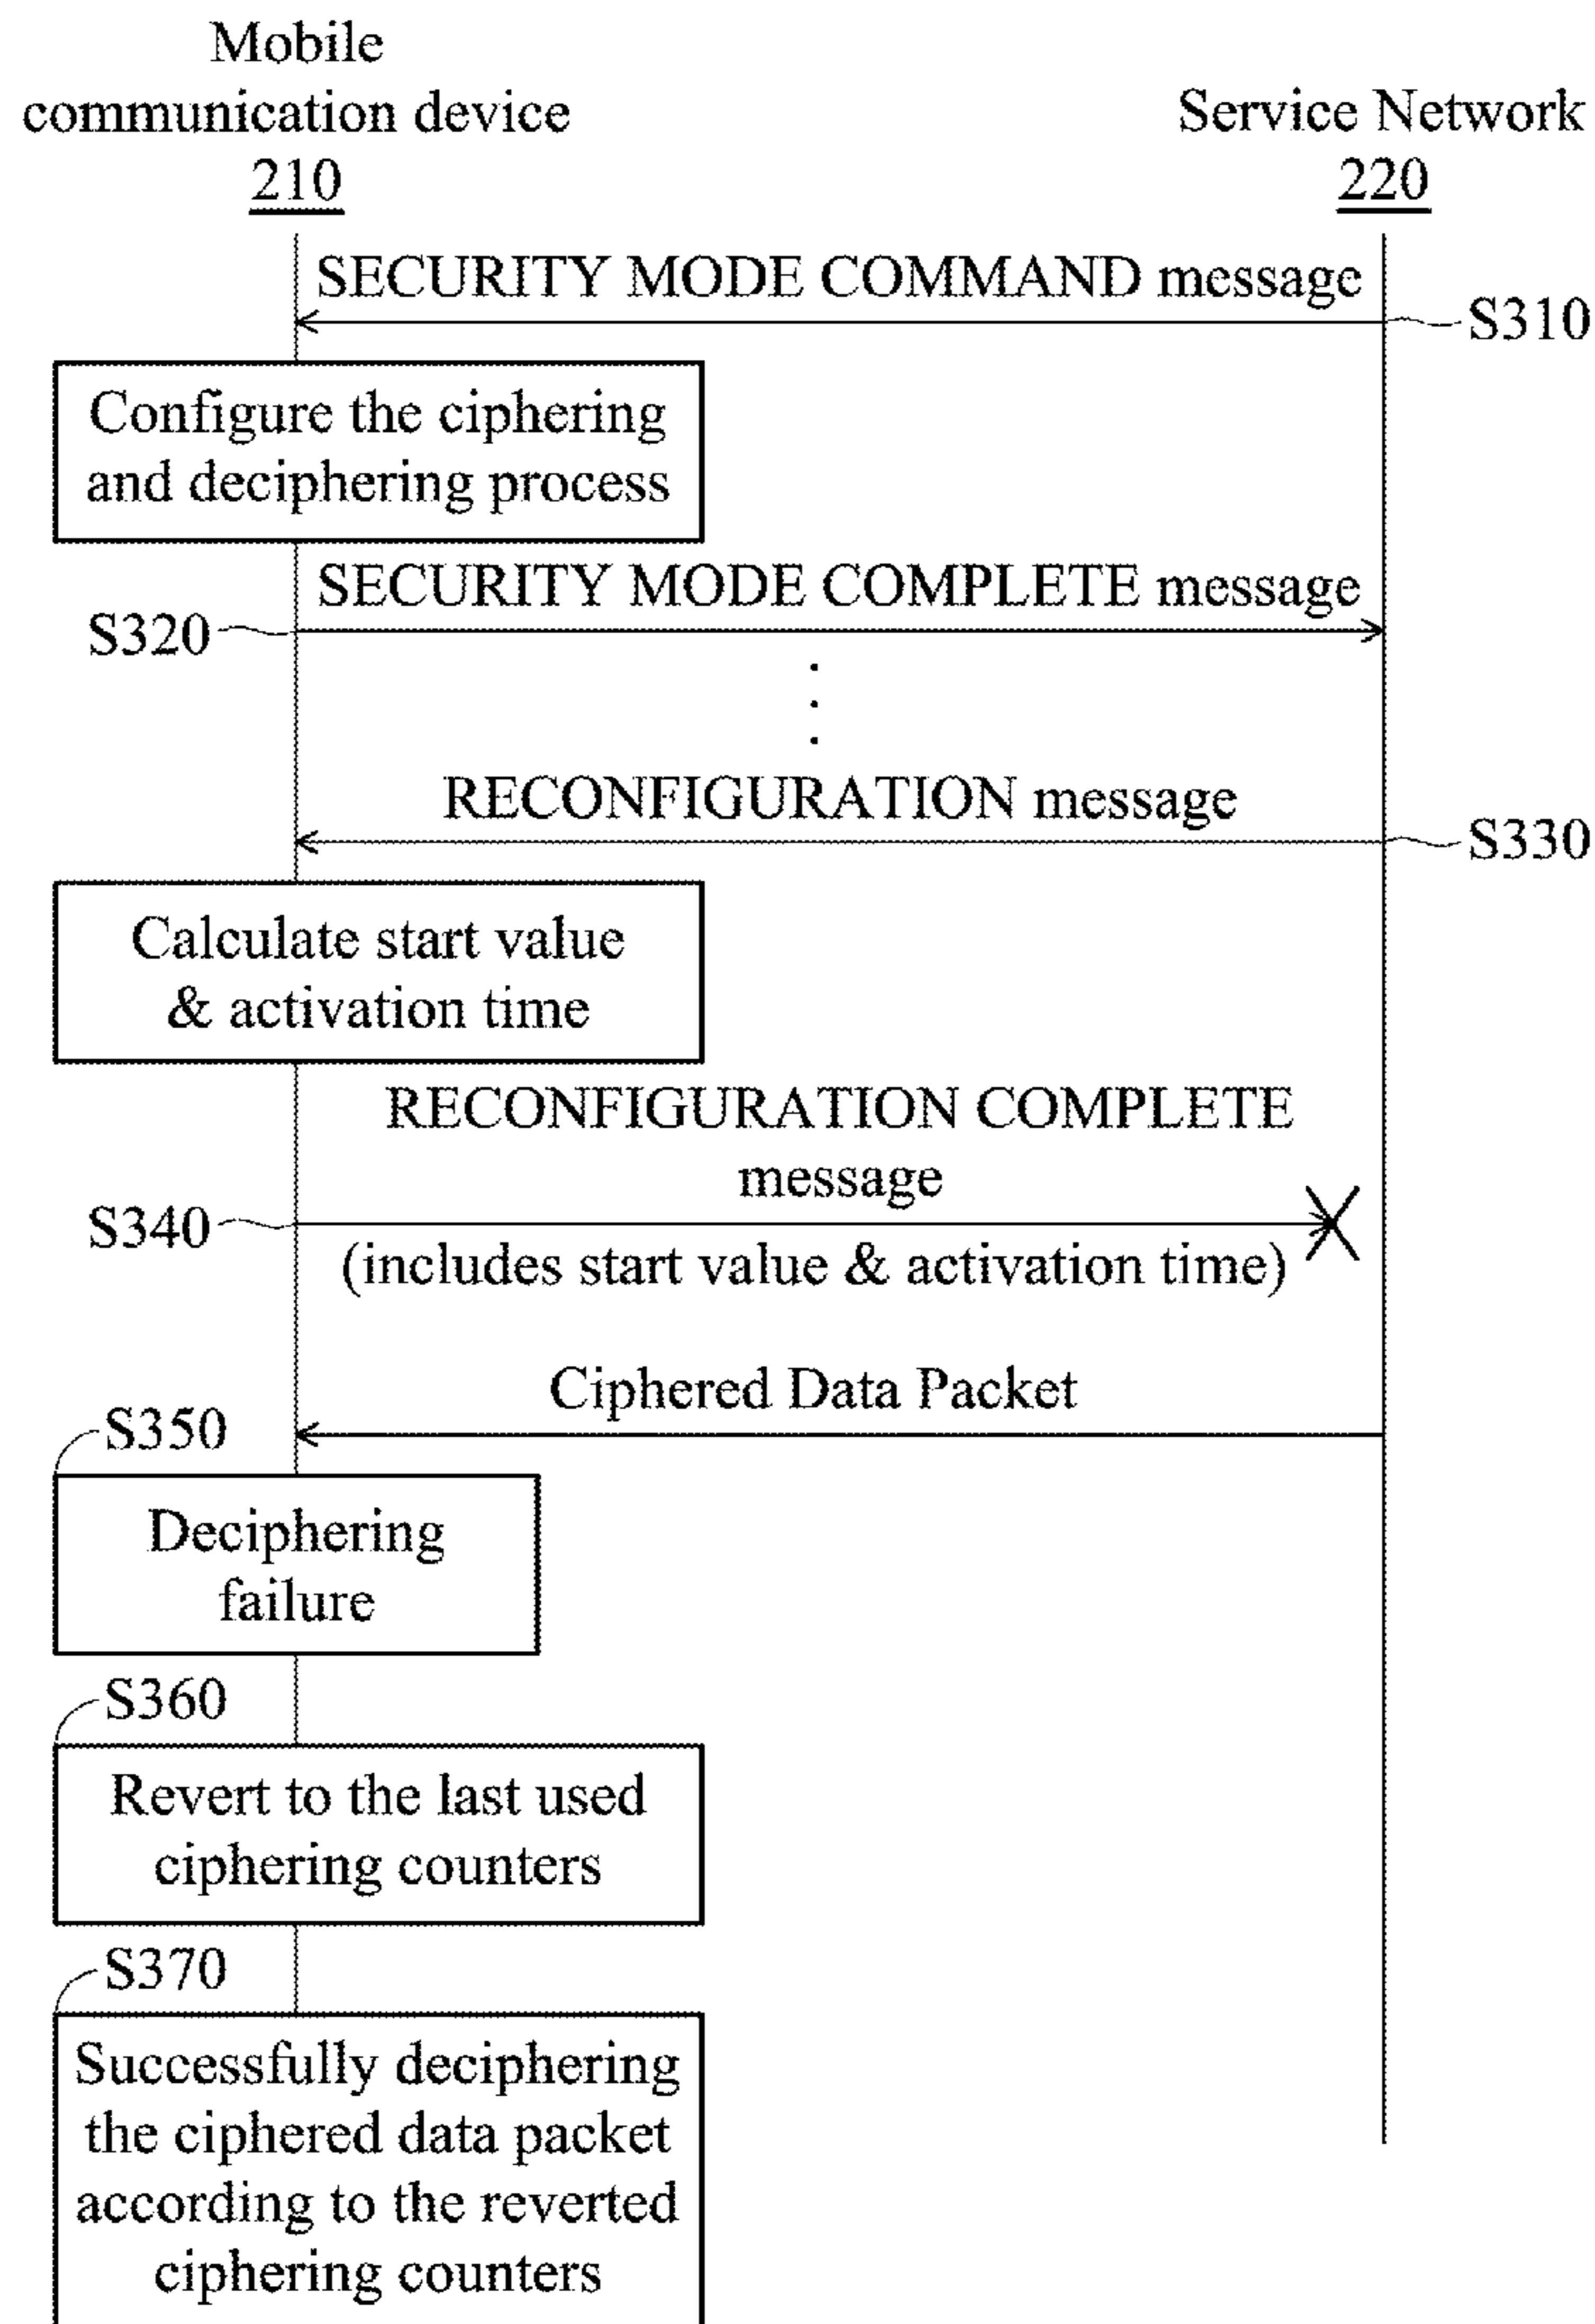 Mobile
communication device
210
Service Network
220
SECURITY MODE COMMAND message
S310
Configure the ciphering
and deciphering process
SECURITY MODE COMPLETE message
S320
RECONFIGURATION message
S330
Calculate start value
& activation time
RECONFIGURATION COMPLETE
message
S340
(includes start value & activation time)
Ciphered Data Packet
S350
Deciphering
failure
S360
Revert to the last used
ciphering counters
S370
Successfully deciphering
the ciphered data packet
according to the reverted
ciphering counters